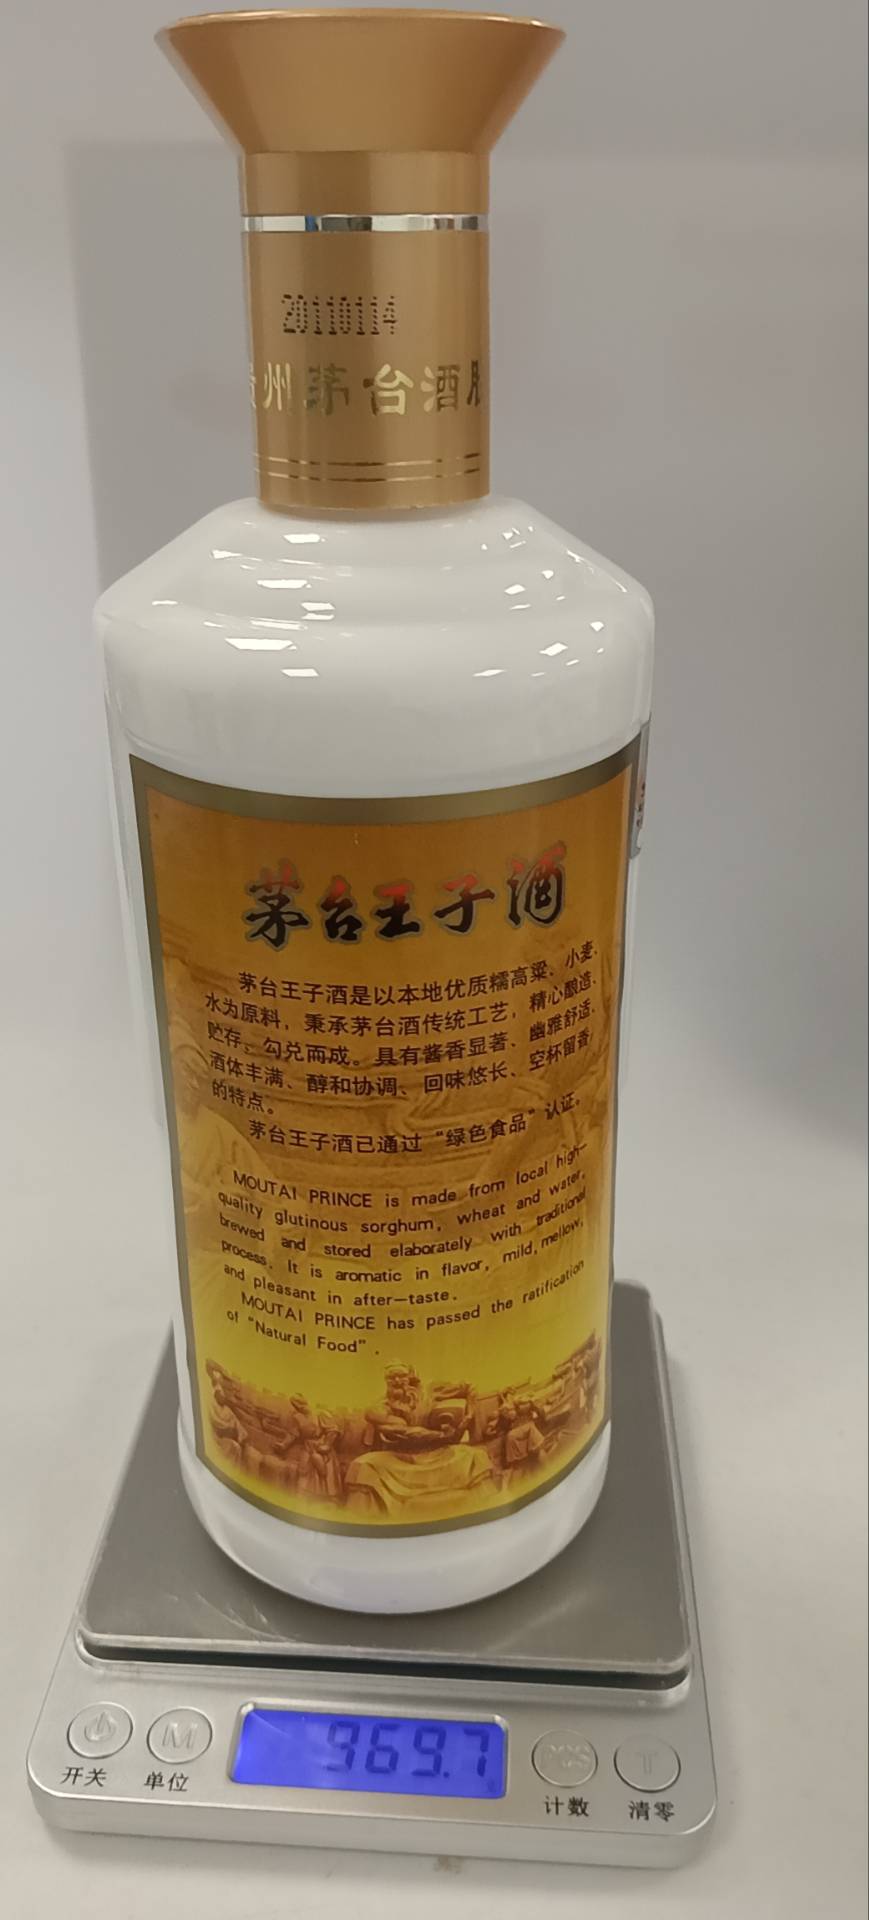 20110114
州茅台酒
茅台王子酒
茅台王子酒是以本地优质糯高粱、小麦、
水为原料，秉承茅台酒传统工艺，精心酿造、
贮存、勾兑而成。具有酱香显著、幽雅舒适、
酒体丰满、醇和协调、回味悠长、空杯留香
的特点。
茅台王子酒已通过“绿色食品”认证。
MOUTAI PRINCE is made from local high-
quality glutinous sorghum, wheat and water,
brewed and stored elaborately with traditional
process. It is aromatic in flavor, mild, mellow,
and pleasant in after-taste.
MOUTAI PRINCE has passed the ratification
of "Natural Food".
969.7
M PCS T
开关 单位 计数 清零